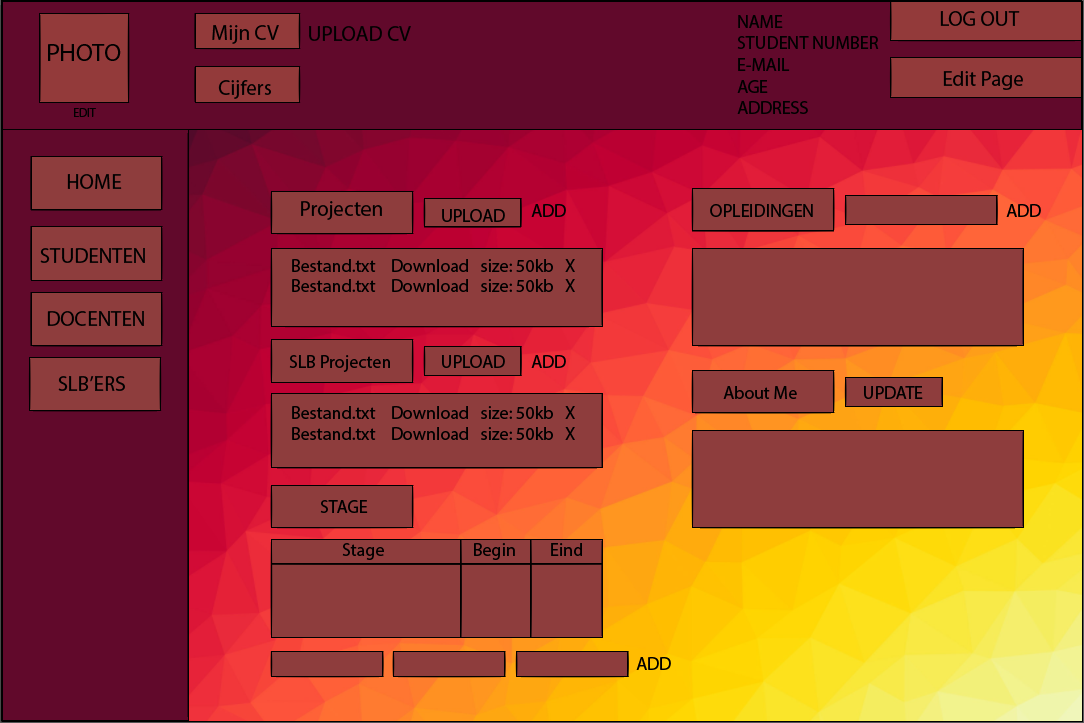 PHOTO
EDIT
Mijn CV
UPLOAD CV
Cijfers
NAME
STUDENT NUMBER
E-MAIL
AGE
ADDRESS
LOG OUT
Edit Page
HOME
STUDENTEN
DOCENTEN
SLB'ERS
Projecten
UPLOAD
ADD
Bestand.txt Download size: 50kb X
Bestand.txt Download size: 50kb X
SLB Projecten
UPLOAD
ADD
Bestand.txt Download size: 50kb X
Bestand.txt Download size: 50kb X
STAGE
Stage Begin Eind
ADD
OPLEIDINGEN
ADD
About Me
UPDATE